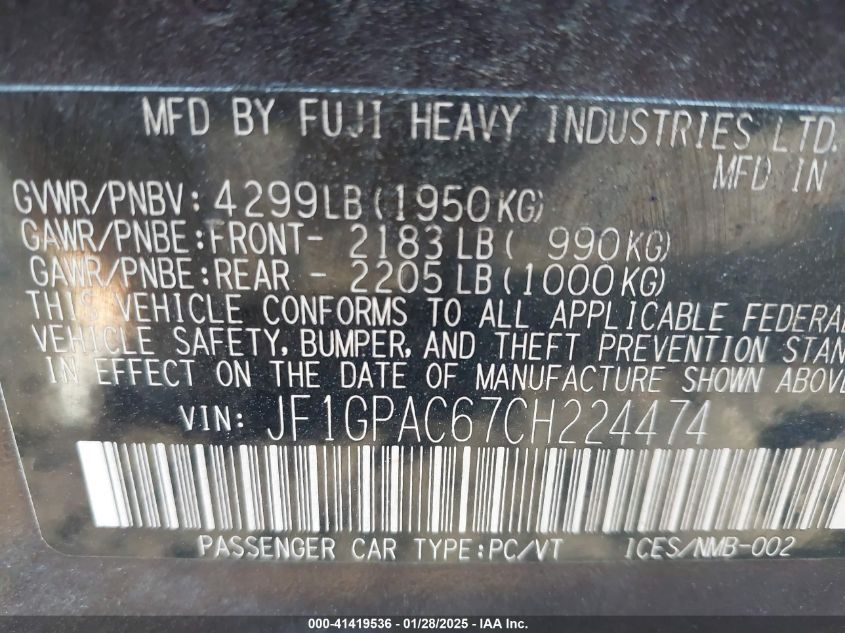 MFD BY FUJI HEAVY INDUSTRIES LTD.
MFD IN
GVWR/PNBV: 4299LB (1950KG)
GAWR/PNBE:FRONT- 2183 LB ( 990KG)
GAWR/PNBE:REAR - 2205 LB (1000KG)
THIS VEHICLE CONFORMS TO ALL APPLICABLE FEDERAL
VEHICLE SAFETY, BUMPER, AND THEFT PREVENTION STAN
IN EFFECT ON THE DATE OF MANUFACTURE SHOWN ABOVE
VIN: JF1GPAC67CH224474
PASSENGER CAR TYPE:PC/VT ICES/NMB-002
000-41419536 - 01/28/2025 - IAA Inc.